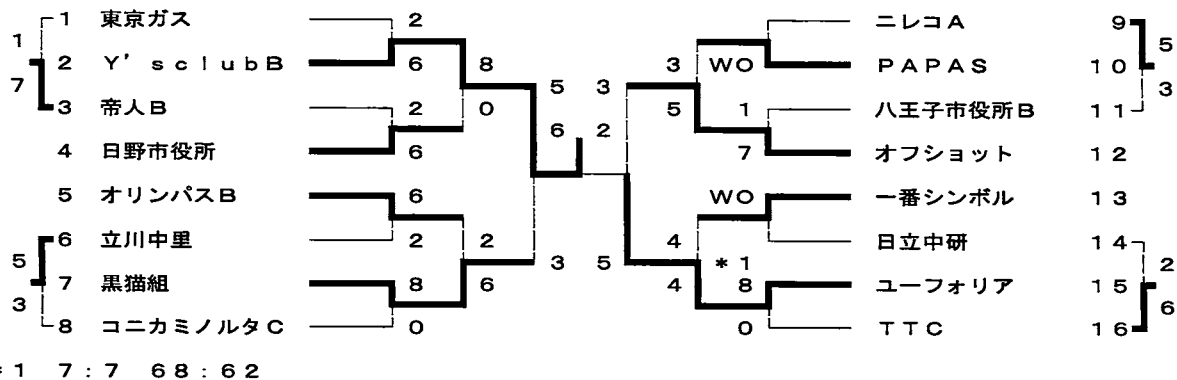 1 東京ガス 2 ニレコA 9
1 5
2 Y'sclubB 6 8 3 WO PAPAS 10
7 5 3 3
3 帝人B 2 0 5 1 八王子市役所B 11
6 2
4 日野市役所 6 7 オフショット 12
5 オリンパスB 6 WO 一番シンボル 13
6 立川中里 2 2 4 日立中研 14
5 3 5 *1 2
7 黒猫組 8 6 4 8 ユーフォリア 15
3 6
8 コニカミノルタC 0 0 TTC 16
*1 7:7 68:62